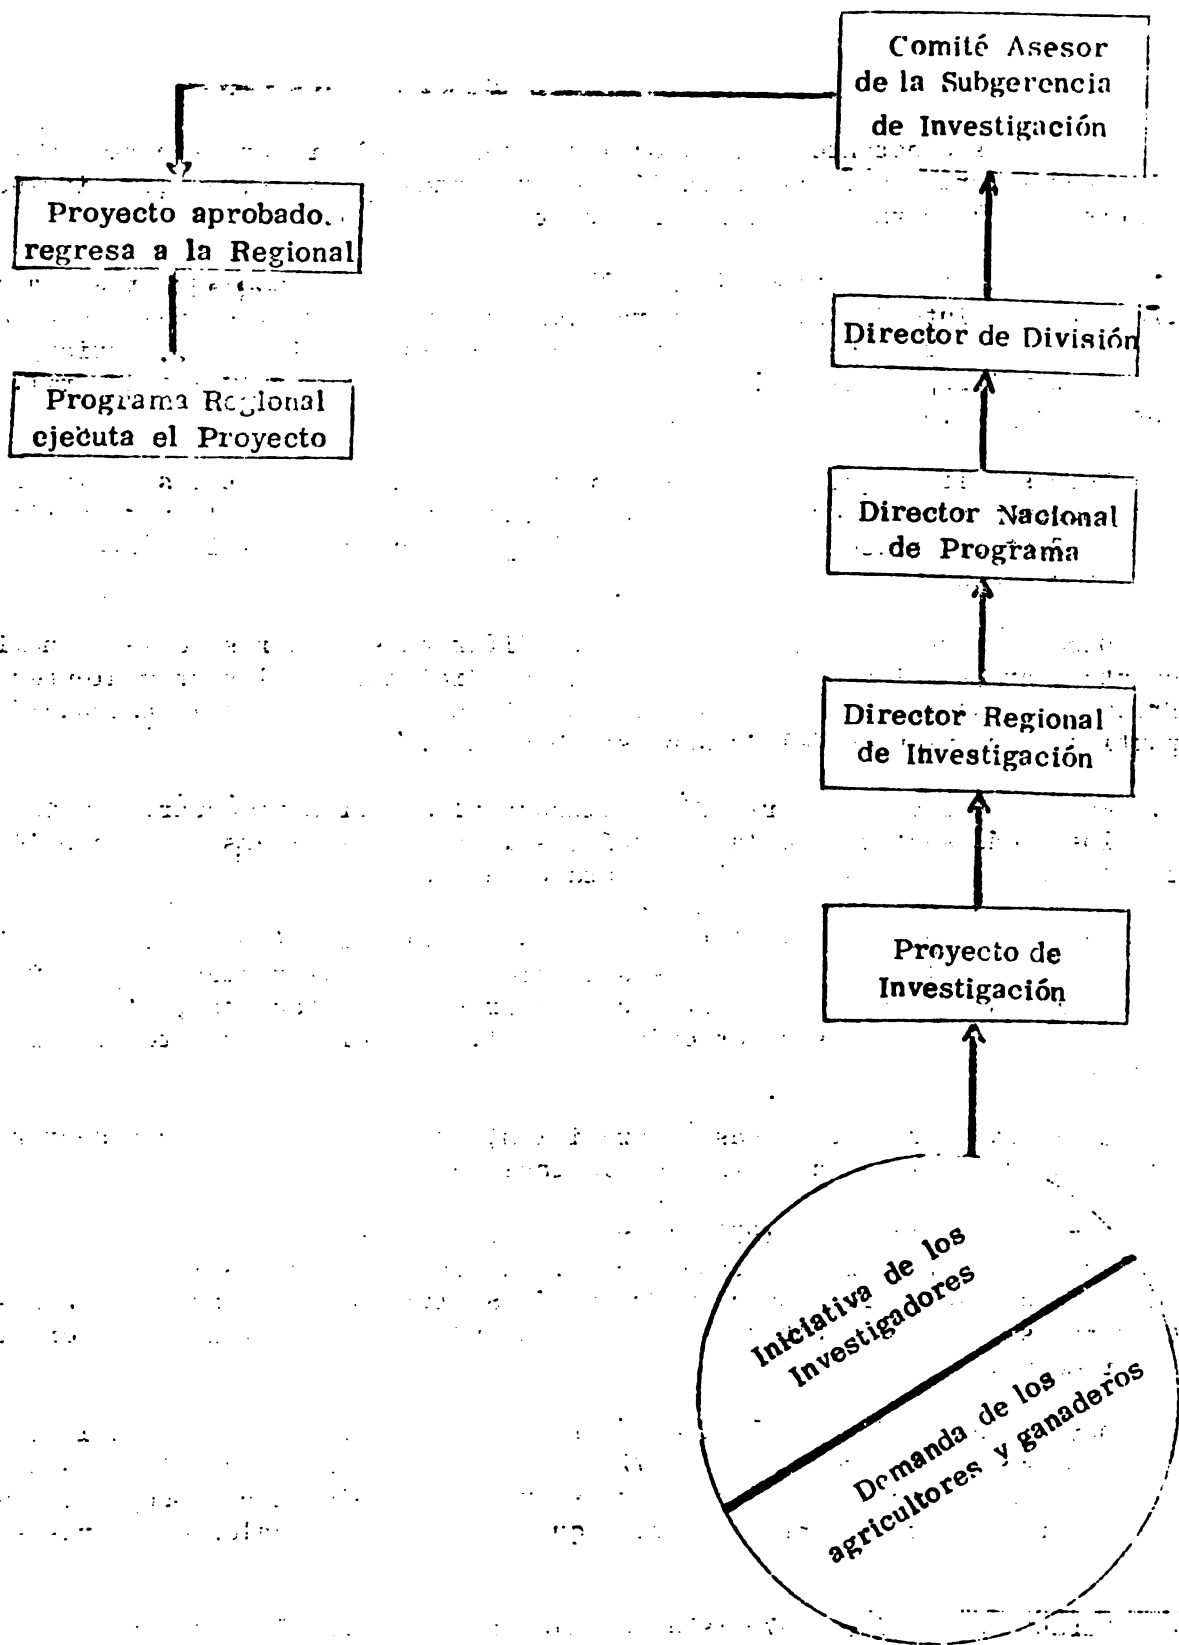 Comité Asesor
de la Subgerencia
de Investigación
Proyecto aprobado.
regresa a la Regional
Director de División
Programa Regional
ejecuta el Proyecto
Director Nacional
de Programa
Director Regional
de Investigación
Proyecto de
Investigación
Iniciativa de los
Investigadores
Demanda de los
agricultores y ganaderos